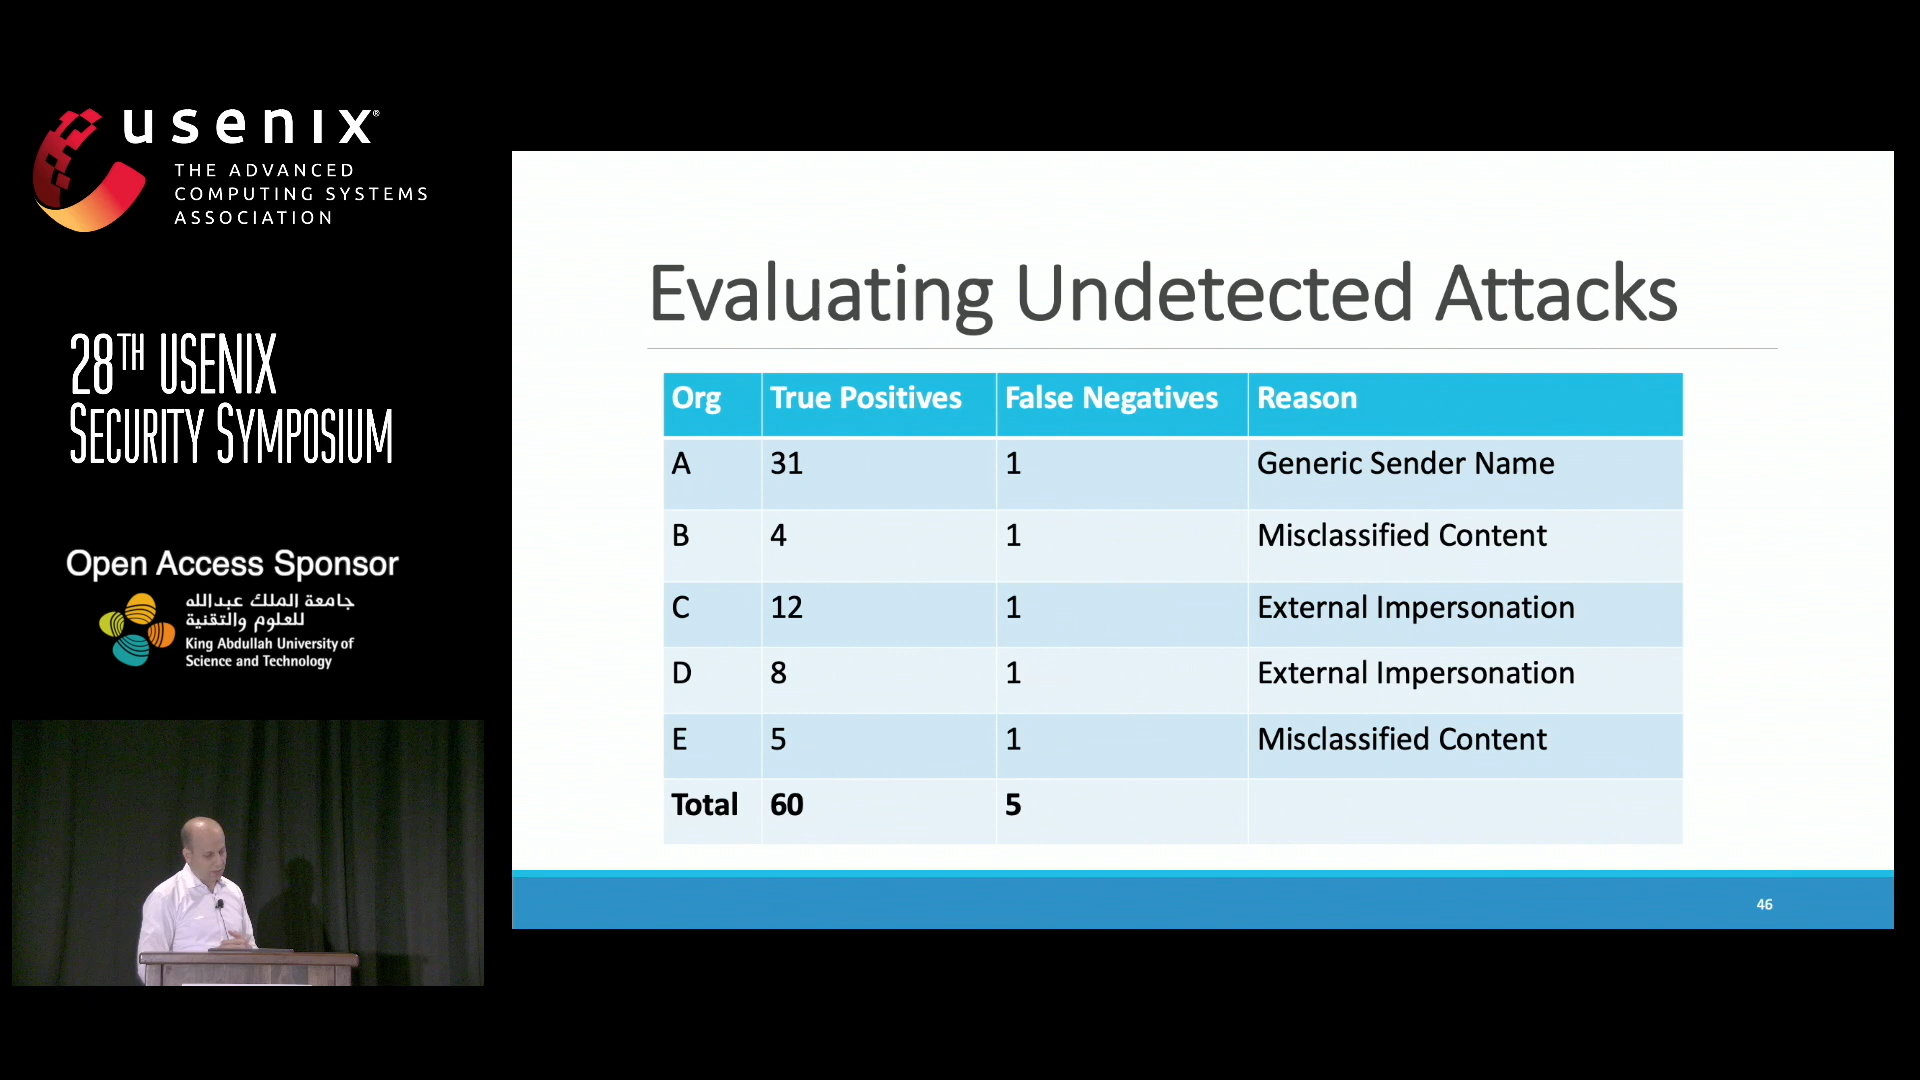 usenix®
THE ADVANCED
COMPUTING SYSTEMS
ASSOCIATION
28TH USENIX
SECURITY SYMPOSIUM
Open Access Sponsor
جامعة الملك عبدالله
للعلوم والتقنية
King Abdullah University of
Science and Technology
Evaluating Undetected Attacks
Org True Positives False Negatives Reason
A 31 1 Generic Sender Name
B 4 1 Misclassified Content
C 12 1 External Impersonation
D 8 1 External Impersonation
E 5 1 Misclassified Content
Total 60 5
46